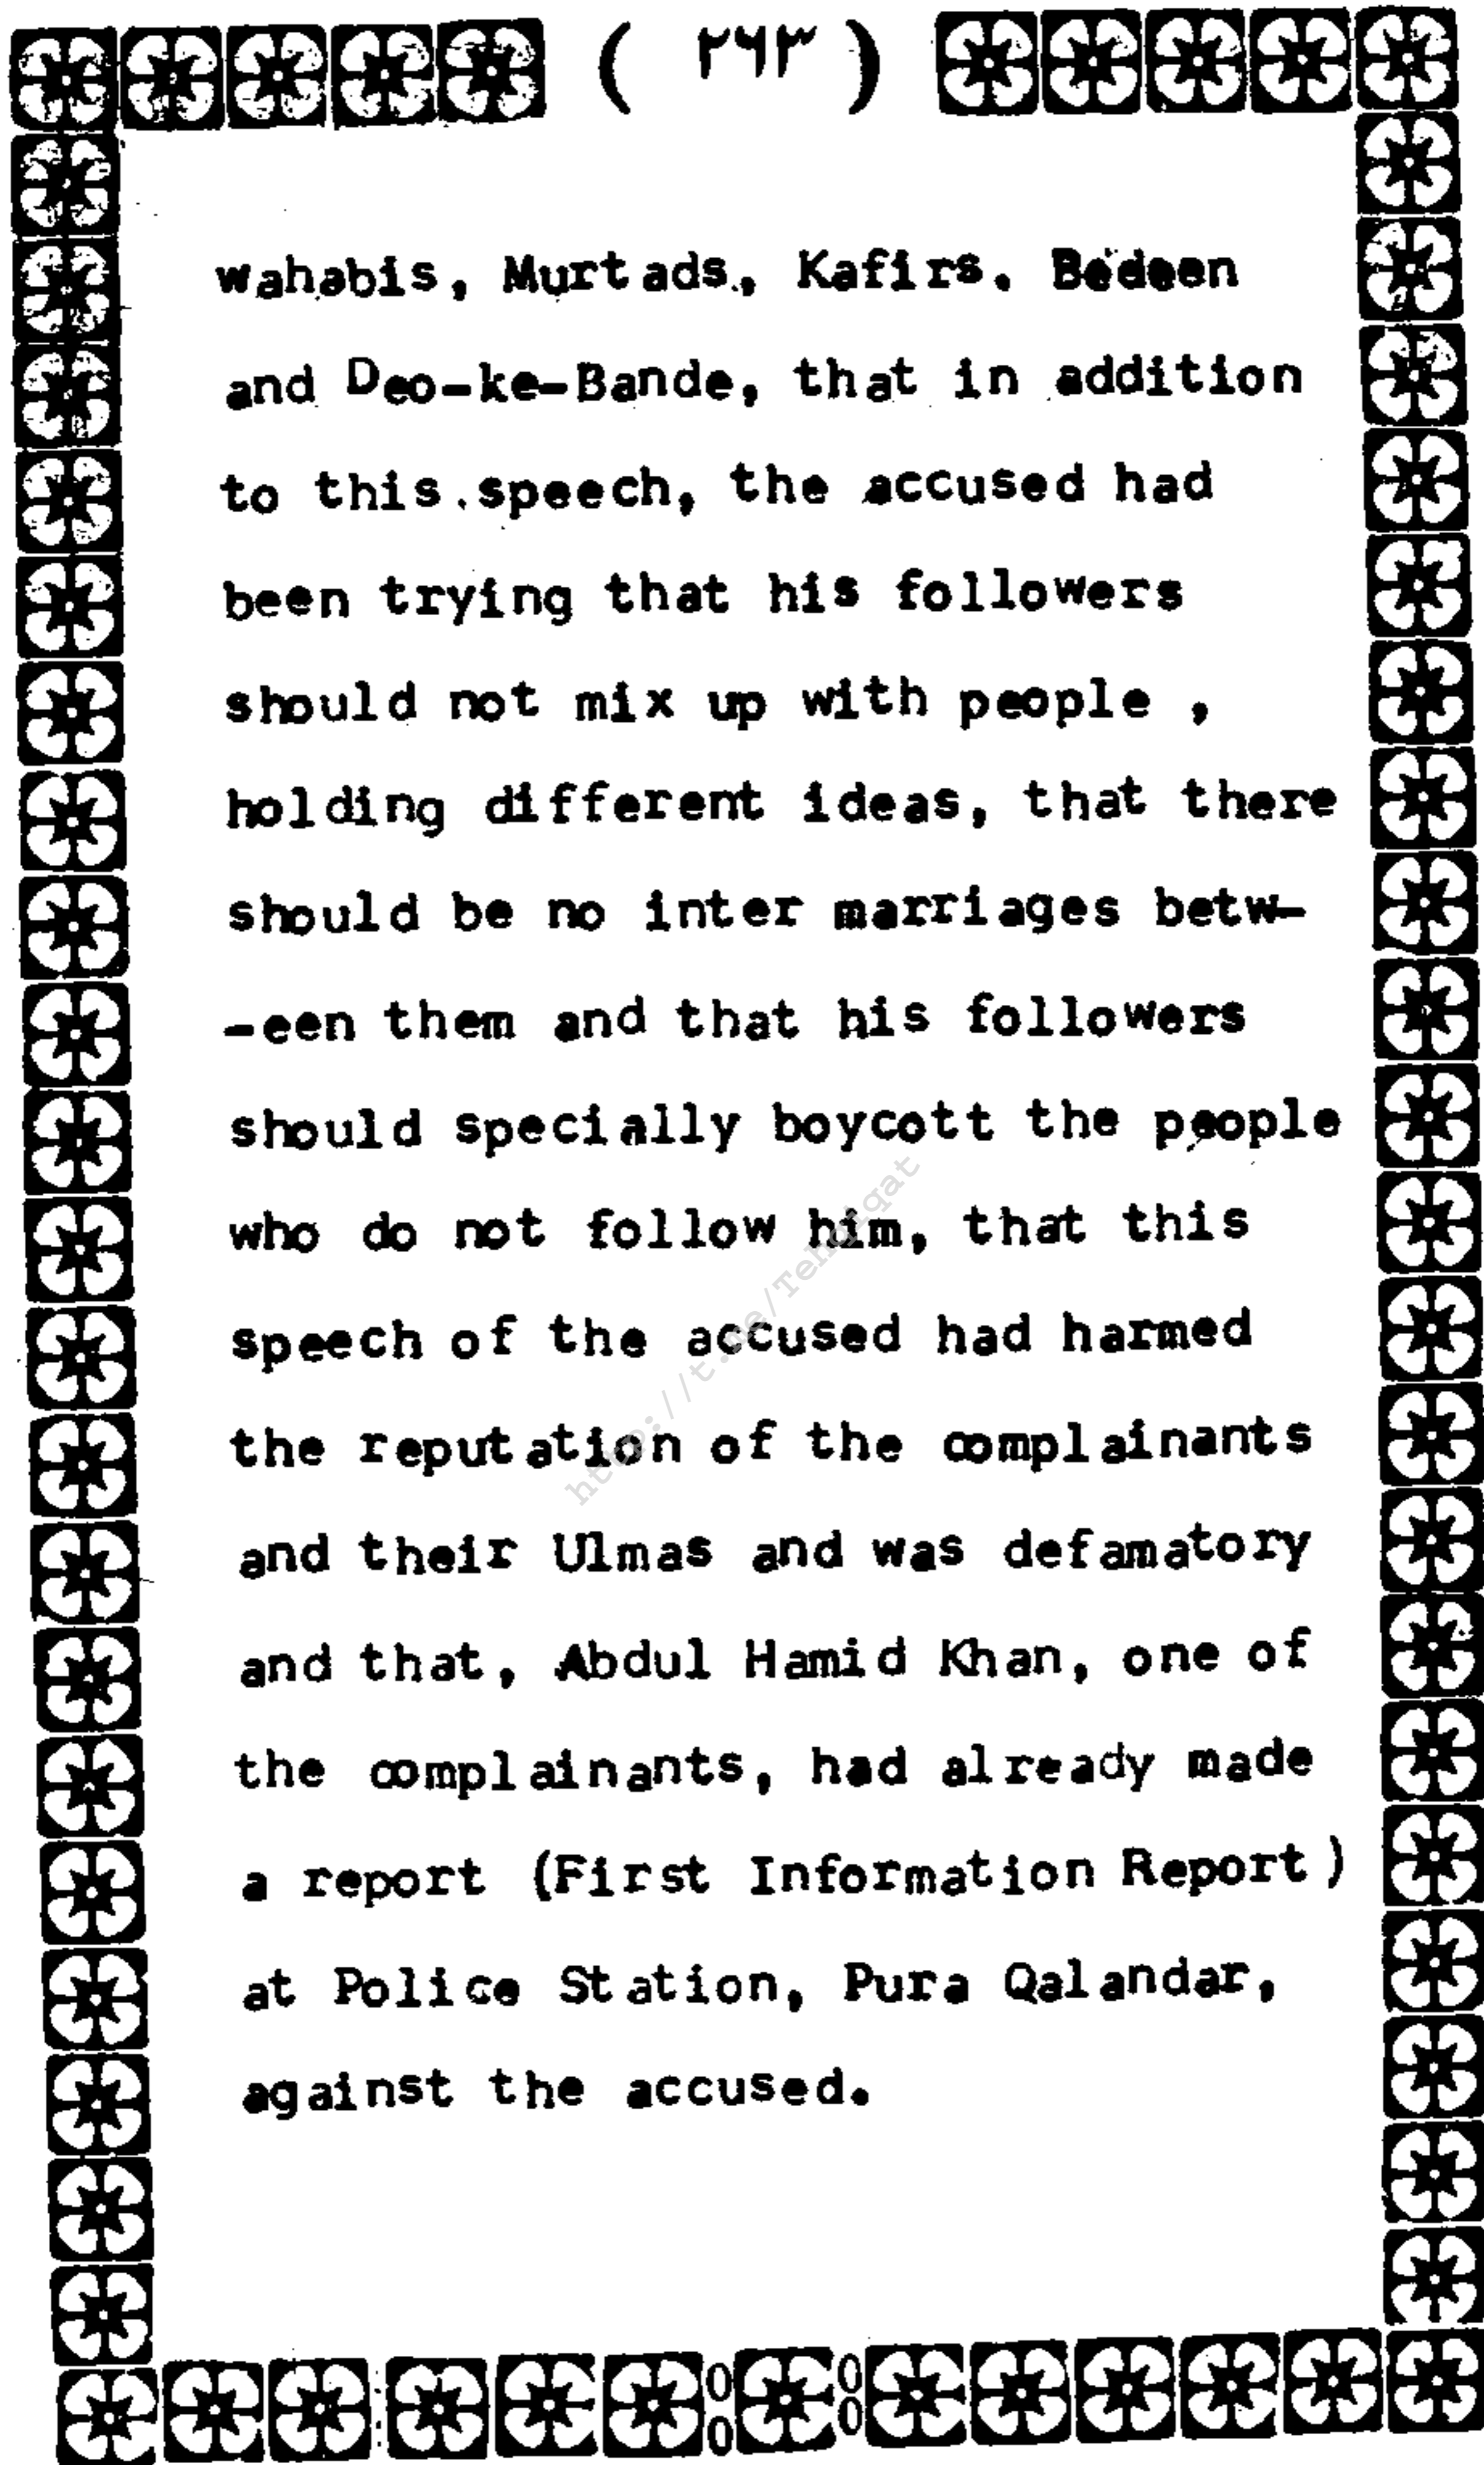 ( ۲۶۳ )
wahabis, Murtads, Kafirs, Bedeen
and Deo-ke-Bande, that in addition
to this speech, the accused had
been trying that his followers
should not mix up with people ,
holding different ideas, that there
should be no inter marriages betw-
-een them and that his followers
should specially boycott the people
who do not follow him, that this
speech of the accused had harmed
the reputation of the complainants
and their Ulmas and was defamatory
and that, Abdul Hamid Khan, one of
the complainants, had already made
a report (First Information Report)
at Police Station, Pura Qalandar,
against the accused.
http://t.me/Tehqiqat